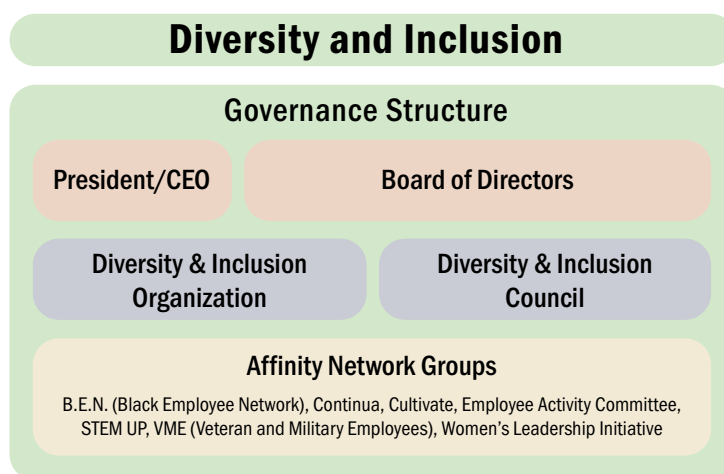 Diversity and Inclusion
Governance Structure
President/CEO
Board of Directors
Diversity & Inclusion
Organization
Diversity & Inclusion
Council
Affinity Network Groups
B.E.N. (Black Employee Network), Continua, Cultivate, Employee Activity Committee,
STEM UP, VME (Veteran and Military Employees), Women’s Leadership Initiative